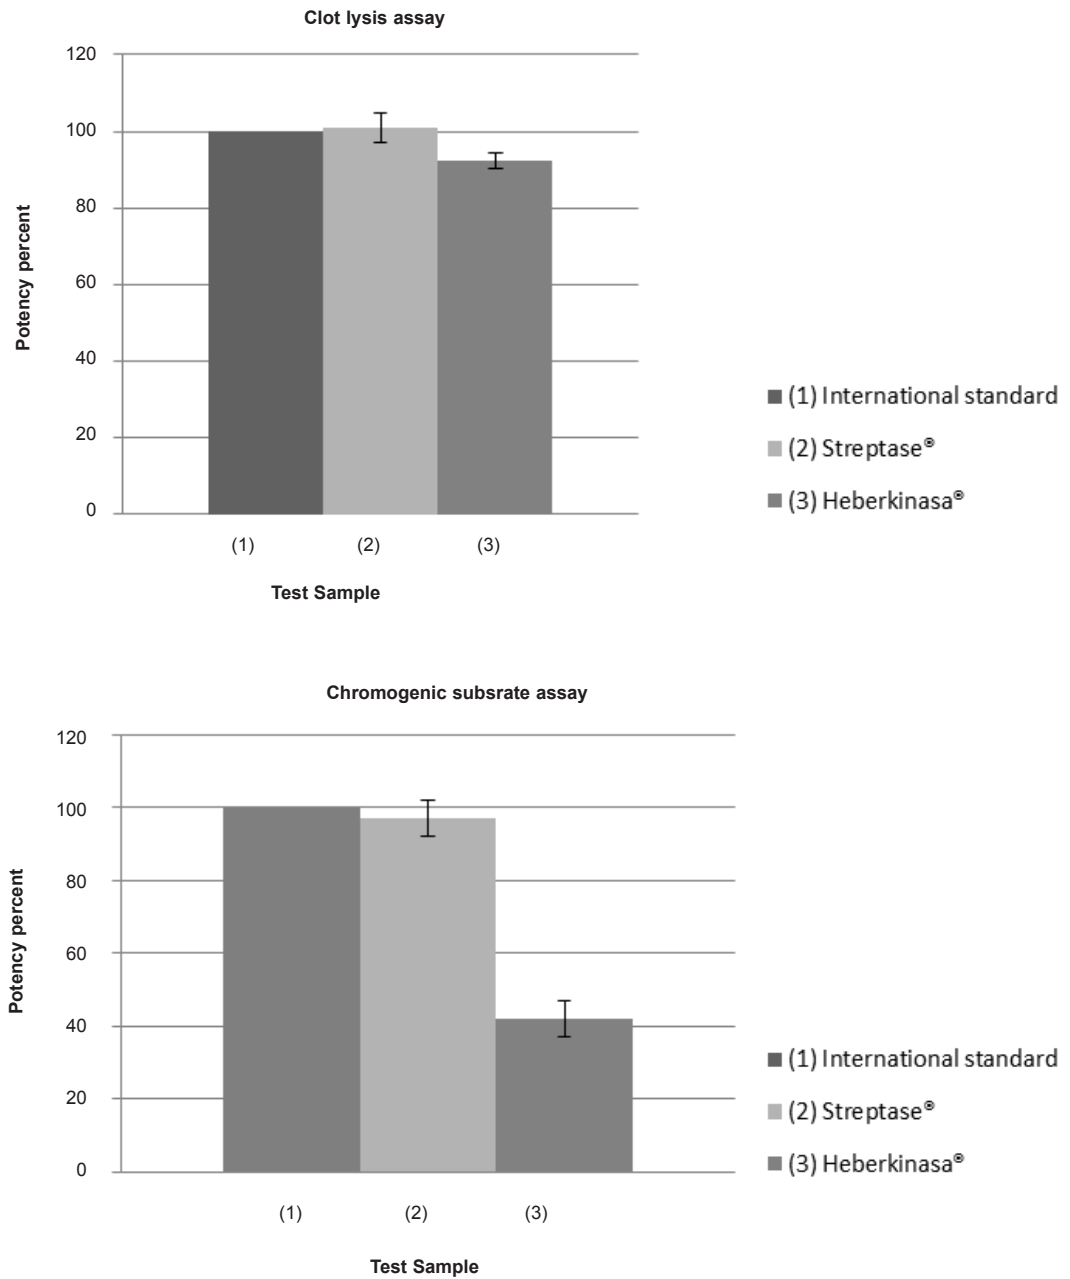 Clot lysis assay
120
100
80
60
40
20
0
Potency percent
(1) (2) (3)
Test Sample
(1) International standard
(2) Streptase®
(3) Heberkinasa®
Chromogenic subsrate assay
120
100
80
60
40
20
0
Potency percent
(1) (2) (3)
Test Sample
(1) International standard
(2) Streptase®
(3) Heberkinasa®